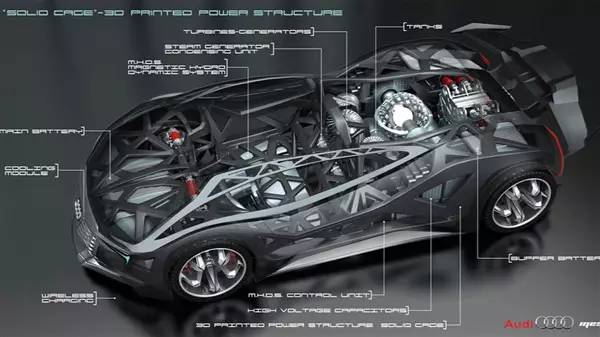 "SOLID CAGE"-3D PRINTED POWER STRUCTURE
TURBINES-GENERATORS
TANKS
STEAM GENERATOR
CONDENSING UNIT
M.H.D.S.
MAGNETIC HYDRO
DYNAMIC SYSTEM
MAIN BATTERY
COOLING
MODULE
BUFFER BATTER
WIRELESS
CHARGING
M.H.D.S. CONTROL UNIT
HIGH VOLTAGE CAPACITORS
3D PRINTED POWER STRUCTURE SOLID CAGE
Audi